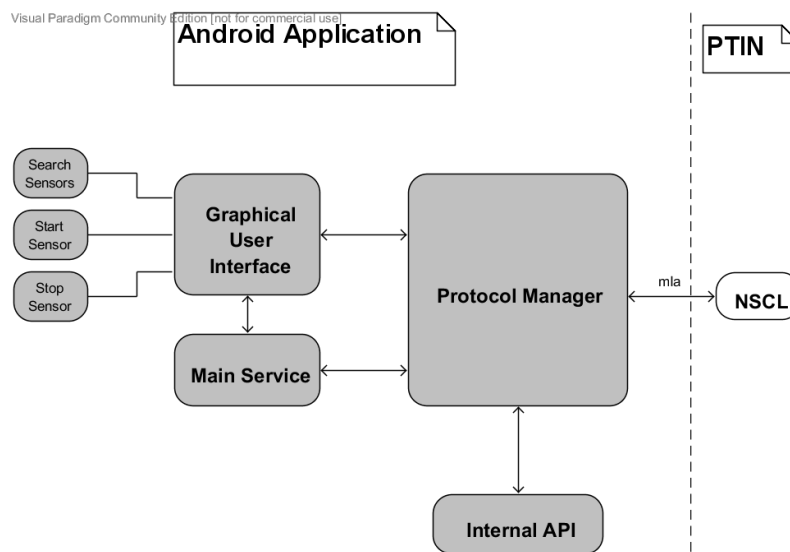 Visual Paradigm Community Edition [not for commercial use]
Android Application
PTIN
Search
Sensors
Start
Sensor
Stop
Sensor
Graphical
User
Interface
Main Service
Protocol Manager
mla
NSCL
Internal API